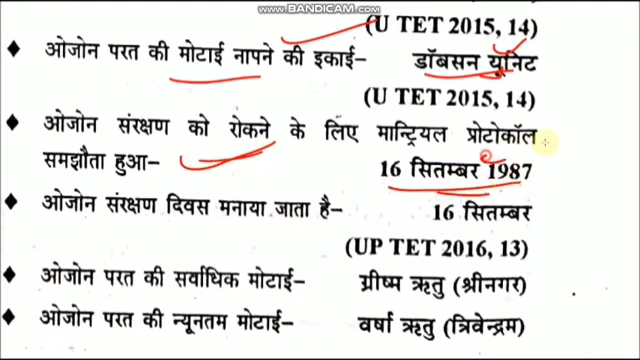 www.BANDICAM.com
(U TET 2015, 14)
ओजोन परत की मोटाई नापने की इकाई- डॉबसन यूनिट
(U TET 2015, 14)
ओजोन संरक्षण को रोकने के लिए मान्ट्रियल प्रोटोकॉल
समझौता हुआ- 16 सितम्बर 1987
ओजोन संरक्षण दिवस मनाया जाता है- 16 सितम्बर
(UP TET 2016, 13)
ओजोन परत की सर्वाधिक मोटाई- ग्रीष्म ऋतु (श्रीनगर)
ओजोन परत की न्यूनतम मोटाई- वर्षा ऋतु (त्रिवेन्द्रम)